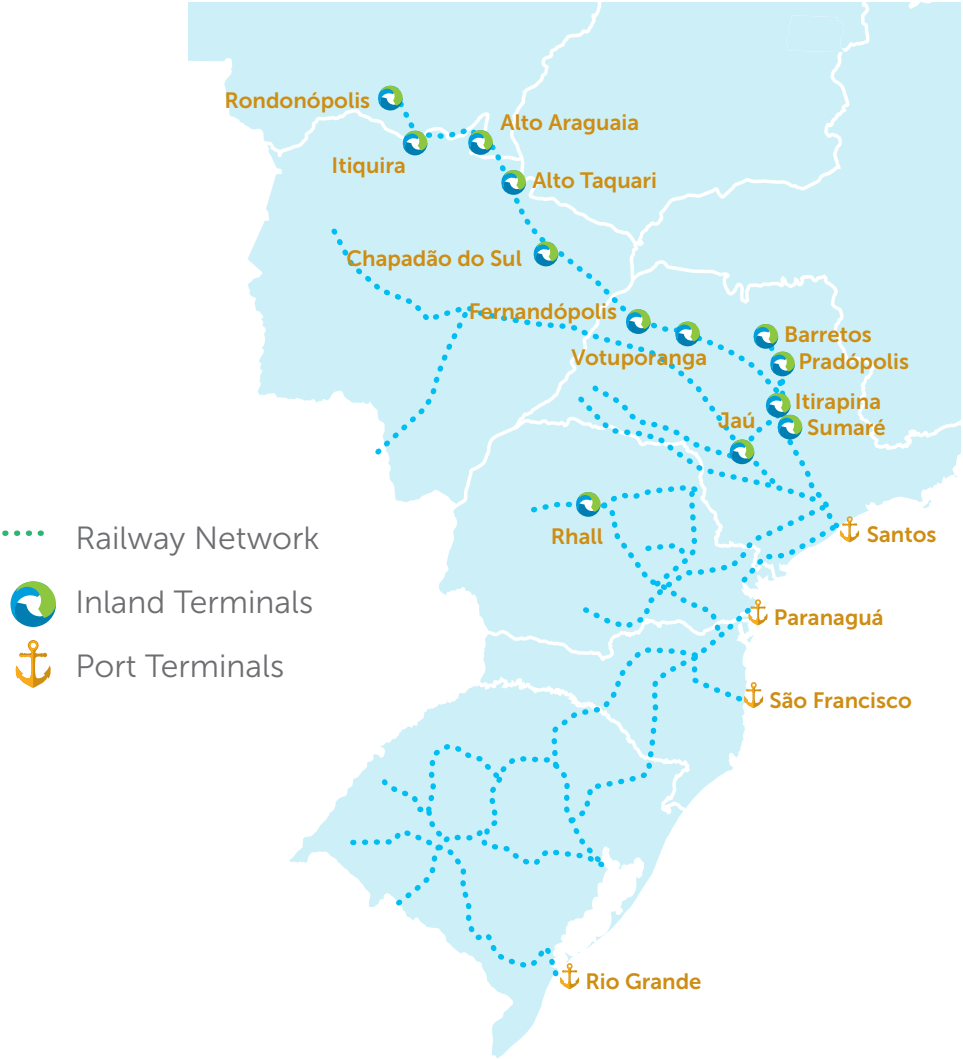 Rondonópolis
Alto Araguaia
Itiquira
Alto Taquari
Chapadão do Sul
Fernandópolis
Votuporanga
Barretos
Pradópolis
Itirapina
Jaú
Sumaré
Rhall
Santos
Railway Network
Inland Terminals
Paranaguá
Port Terminals
São Francisco
Rio Grande